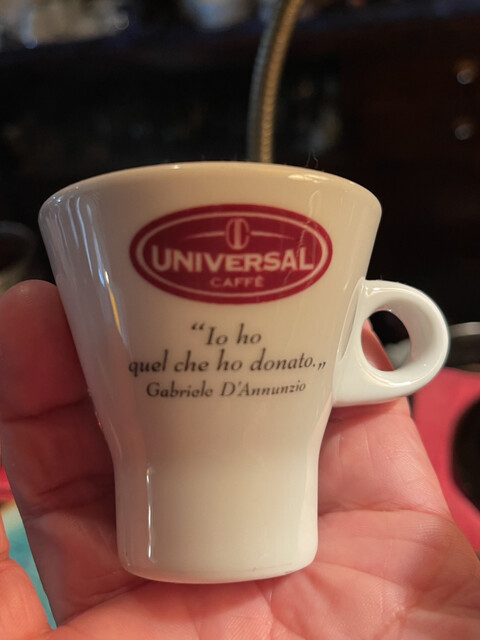 UNIVERSAL
CAFFÈ
“Io ho
quel che ho donato.„
Gabriele D'Annunzio